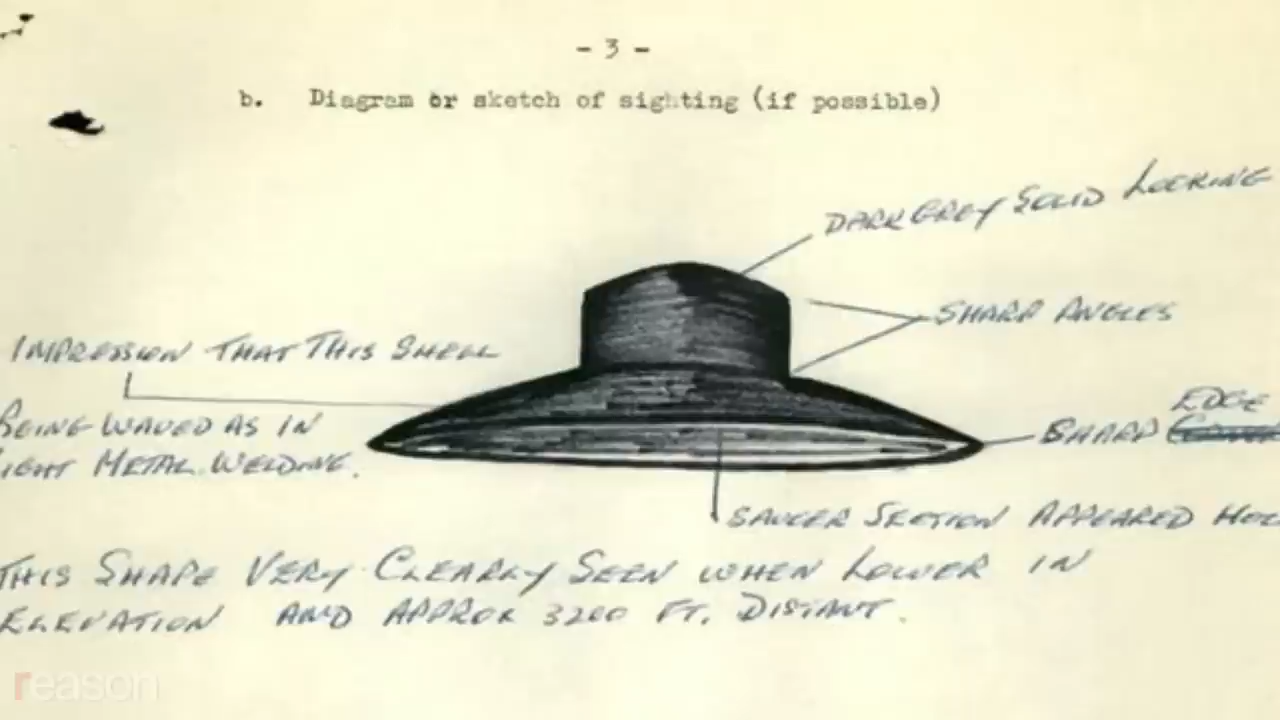 - 3 -
b. Diagram or sketch of sighting (if possible)
DARK GREY SOLID LOOKING
SHARP ANGLES
IMPRESSION THAT THIS SHELL
BEING WAVED AS IN
LIGHT METAL WELDING.
EDGE
SHARP
SAUCER SECTION APPEARED
THIS SHAPE VERY CLEARLY SEEN WHEN LOWER IN
ELEVATION AND APPROX 3200 FT. DISTANT.
reason